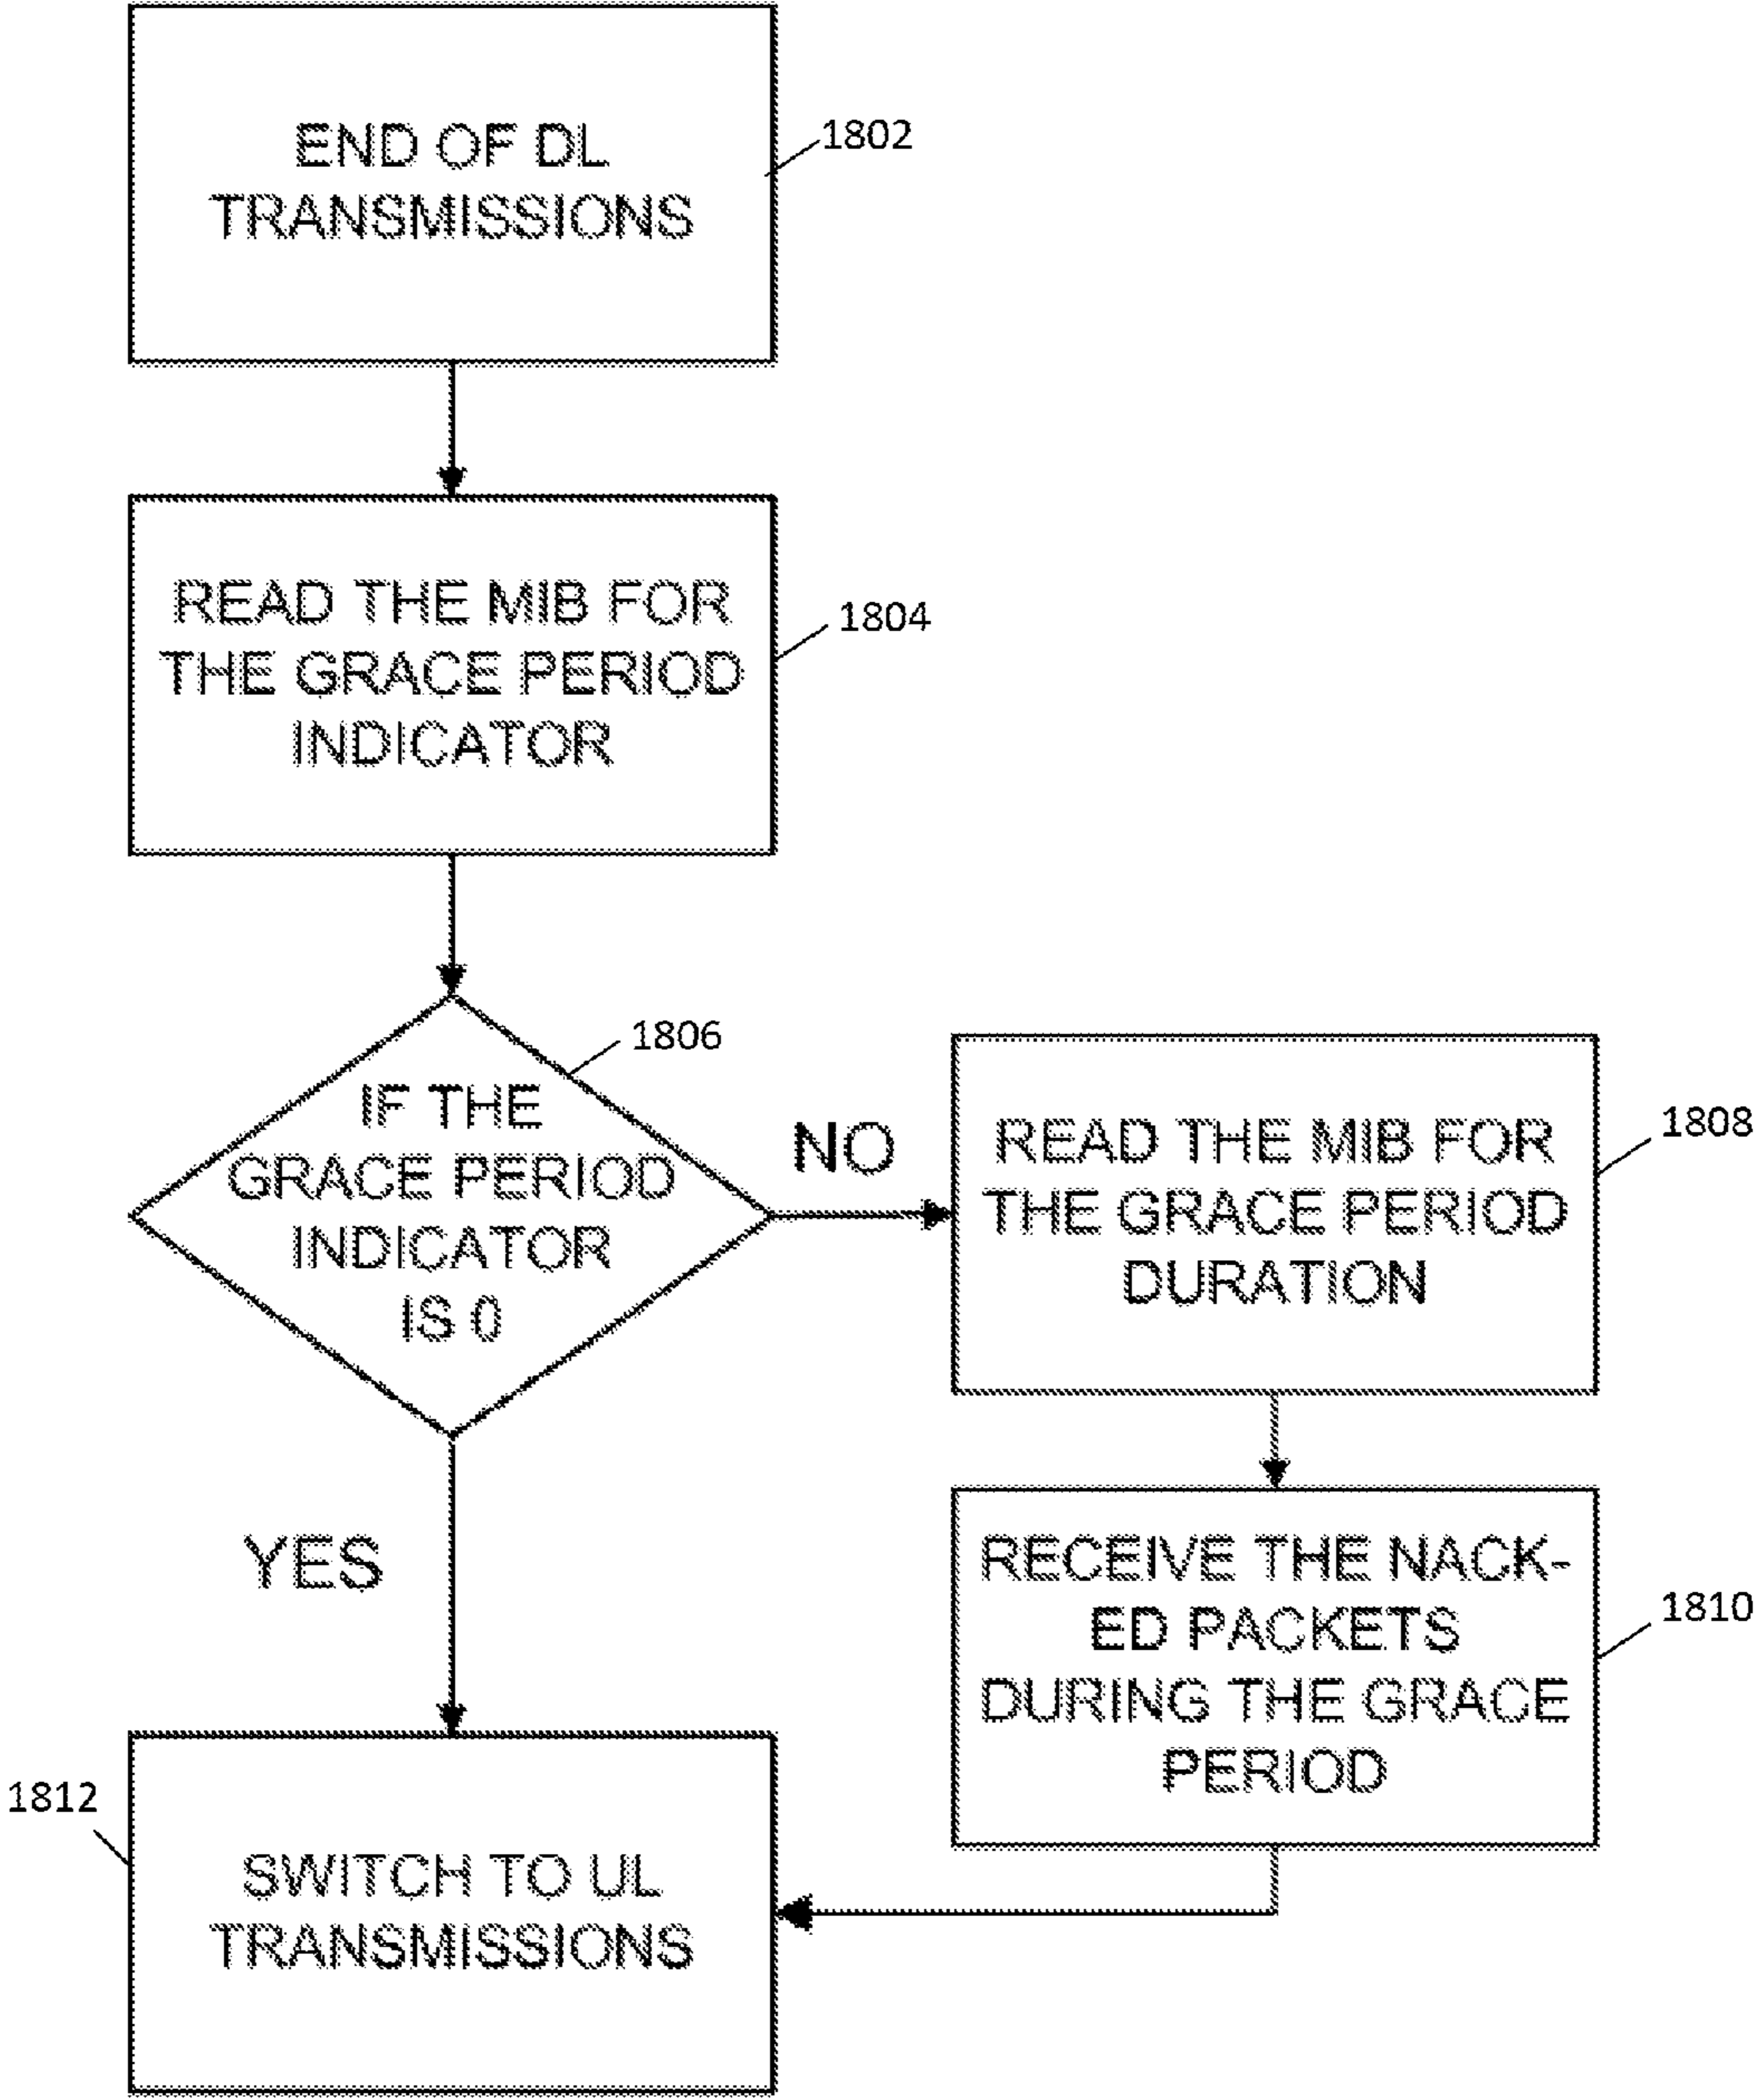 END OF DL
TRANSMISSIONS
1802
READ THE MIB FOR
THE GRACE PERIOD
INDICATOR
1804
IF THE
GRACE PERIOD
INDICATOR
IS 0
1806
NO
READ THE MIB FOR
THE GRACE PERIOD
DURATION
1808
YES
RECEIVE THE NACK-
ED PACKETS
DURING THE GRACE
PERIOD
1810
1812
SWITCH TO UL
TRANSMISSIONS